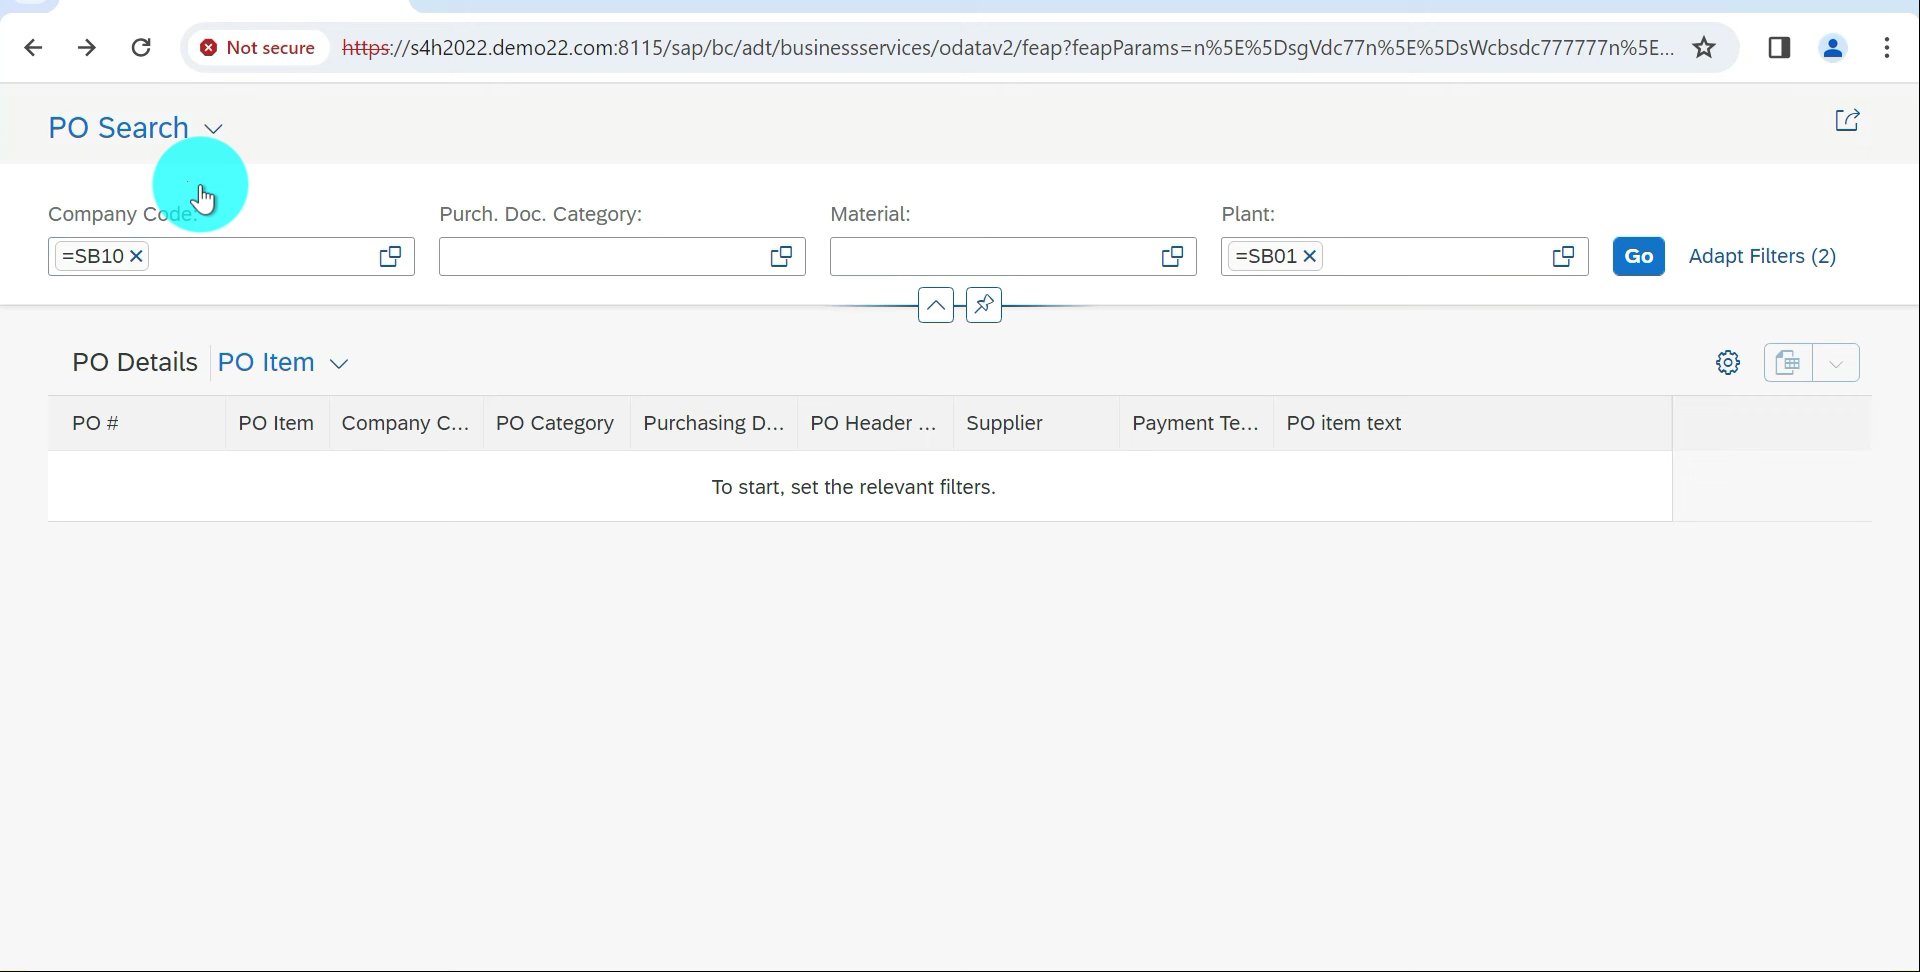 Not secure https://s4h2022.demo22.com:8115/sap/bc/adt/businessservices/odatav2/feap?feapParams=n%5E%5DsgVdc77n%5E%5DsWcbsdc777777n%5E...
PO Search
Company Code: Purch. Doc. Category: Material: Plant:
=SB10 =SB01 Go Adapt Filters (2)
PO Details PO Item
PO # PO Item Company C... PO Category Purchasing D... PO Header ... Supplier Payment Te... PO item text
To start, set the relevant filters.